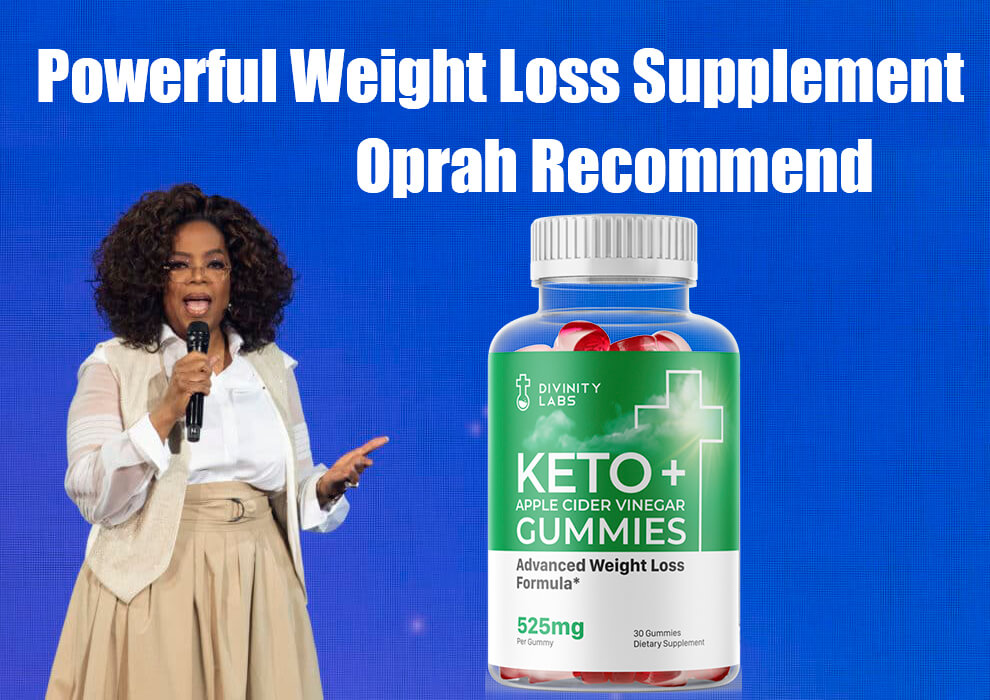 Powerful Weight Loss Supplement
Oprah Recommend
DIVINITY
LABS
KETO +
APPLE CIDER VINEGAR
GUMMIES
Advanced Weight Loss
Formula*
525mg
Per Gummy
30 Gummies
Dietary Supplement